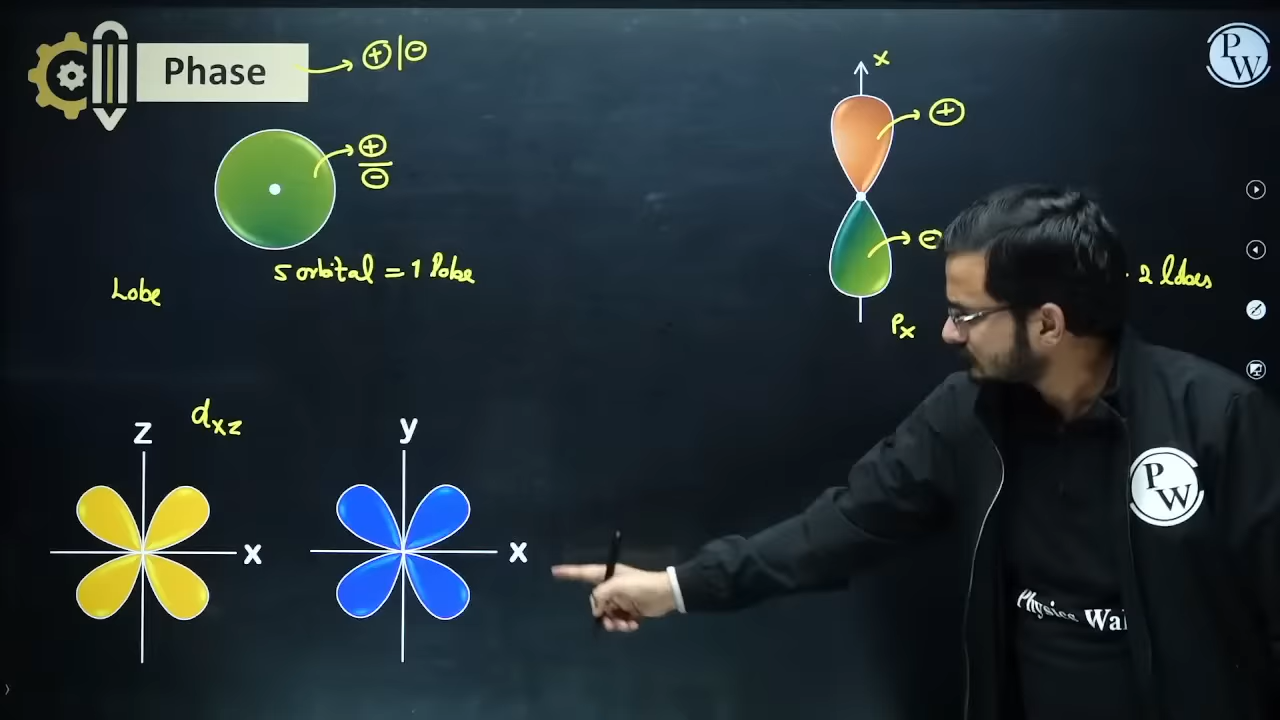 Phase → ⊕|⊖
⊕
⊖
s orbital = 1 lobe
Lobe
x
⊕
⊖
Px
2 lobes
PW
dxz
z
x
y
x
PW
Physics Wal